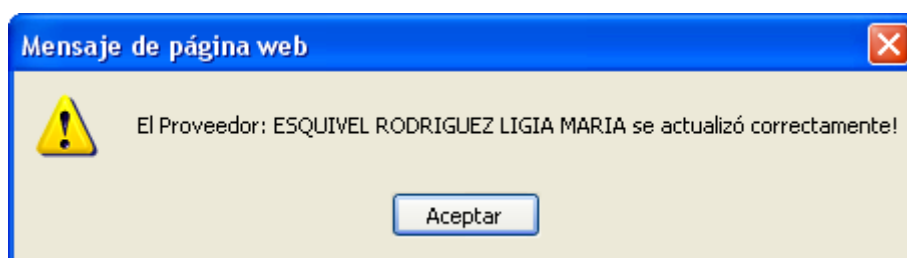 Mensaje de página web
El Proveedor: ESQUIVEL RODRIGUEZ LIGIA MARIA se actualizó correctamente!
Aceptar